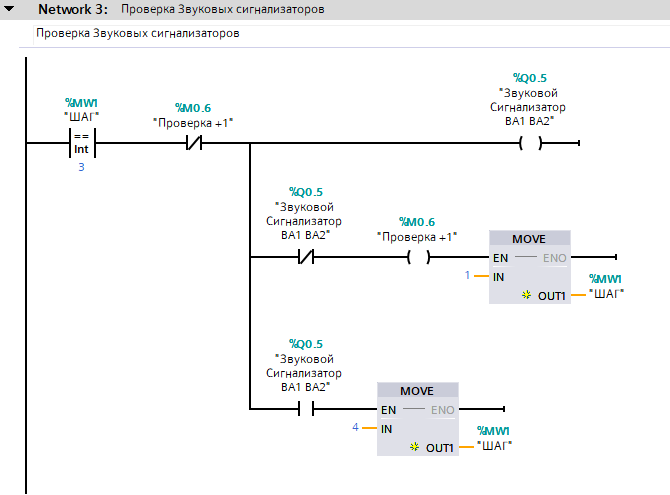 Network 3: Проверка Звуковых сигнализаторов
Проверка Звуковых сигнализаторов
%MW1
"ШАГ"
==
Int
3
%M0.6
"Проверка +1"
%Q0.5
"Звуковой
Сигнализатор
ВА1 ВА2"
%Q0.5
"Звуковой
Сигнализатор
ВА1 ВА2"
%M0.6
"Проверка +1"
MOVE
EN
ENO
1
IN
OUT1
%MW1
"ШАГ"
%Q0.5
"Звуковой
Сигнализатор
ВА1 ВА2"
MOVE
EN
ENO
4
IN
OUT1
%MW1
"ШАГ"